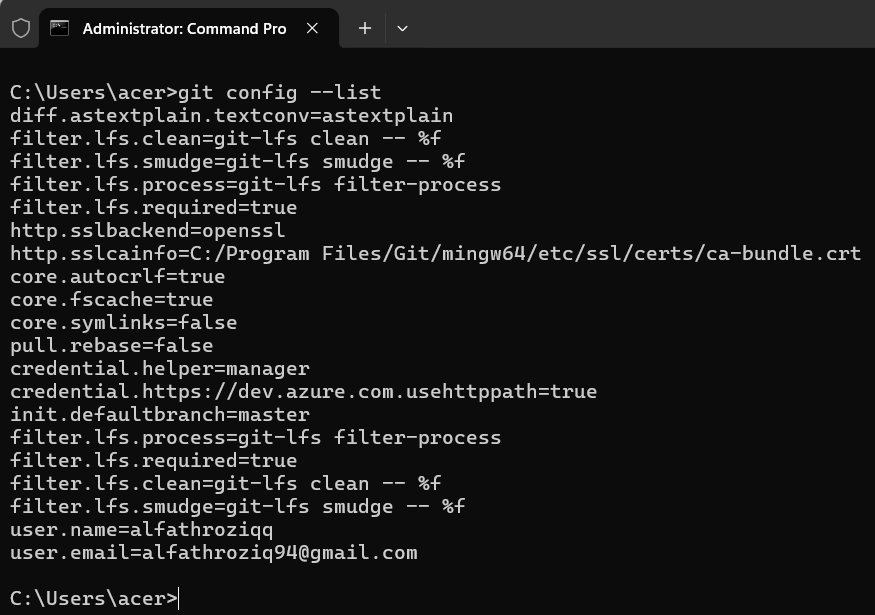 Administrator: Command Pro
C:\Users\acer>git config --list
diff.astextplain.textconv=astextplain
filter.lfs.clean=git-lfs clean -- %f
filter.lfs.smudge=git-lfs smudge -- %f
filter.lfs.process=git-lfs filter-process
filter.lfs.required=true
http.sslbackend=openssl
http.sslcainfo=C:/Program Files/Git/mingw64/etc/ssl/certs/ca-bundle.crt
core.autocrlf=true
core.fscache=true
core.symlinks=false
pull.rebase=false
credential.helper=manager
credential.https://dev.azure.com.usehttppath=true
init.defaultbranch=master
filter.lfs.process=git-lfs filter-process
filter.lfs.required=true
filter.lfs.clean=git-lfs clean -- %f
filter.lfs.smudge=git-lfs smudge -- %f
user.name=alfathroziqq
user.email=alfathroziq94@gmail.com
C:\Users\acer>